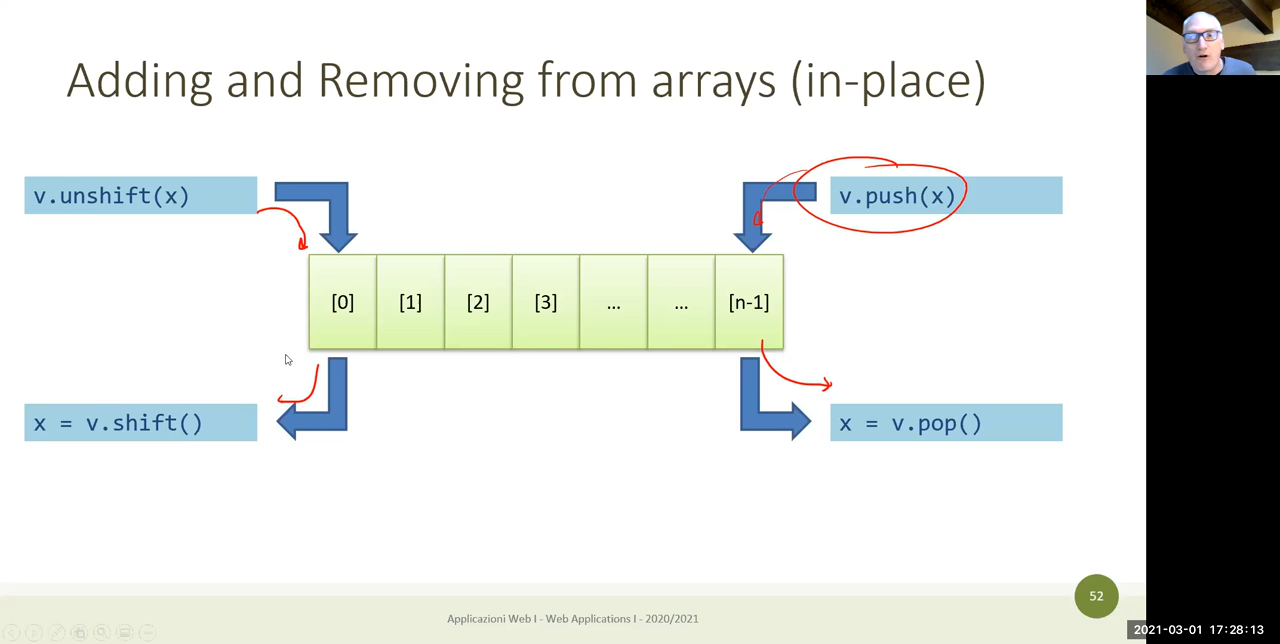 Adding and Removing from arrays (in-place)
v.unshift(x)
v.push(x)
[0] [1] [2] [3] ... ... [n-1]
x = v.shift()
x = v.pop()
52
Applicazioni Web I - Web Applications I - 2020/2021
2021-03-01 17:28:13